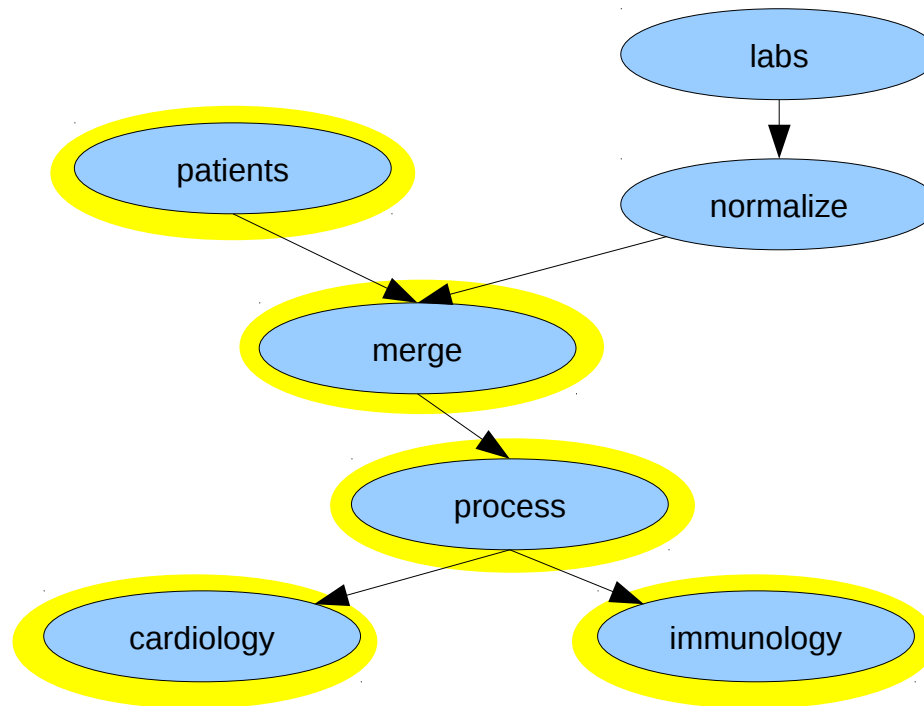 labs
patients
normalize
merge
process
cardiology
immunology